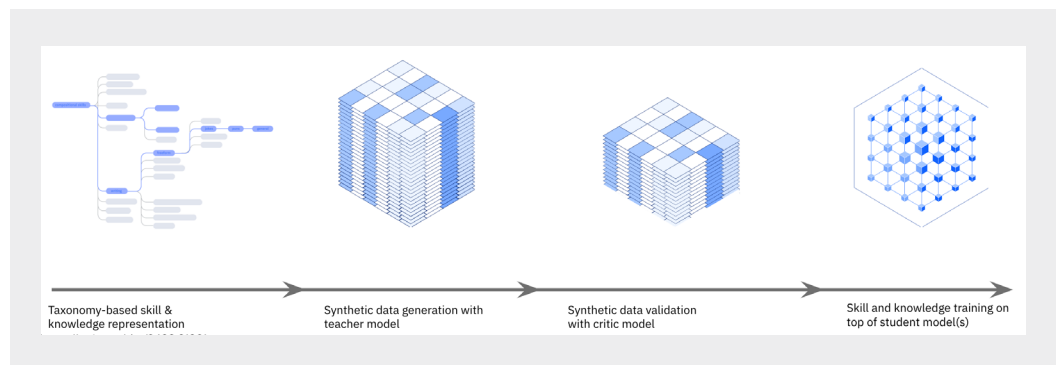 Taxonomy-based skill &
knowledge representation
Synthetic data generation with
teacher model
Synthetic data validation
with critic model
Skill and knowledge training on
top of student model(s)